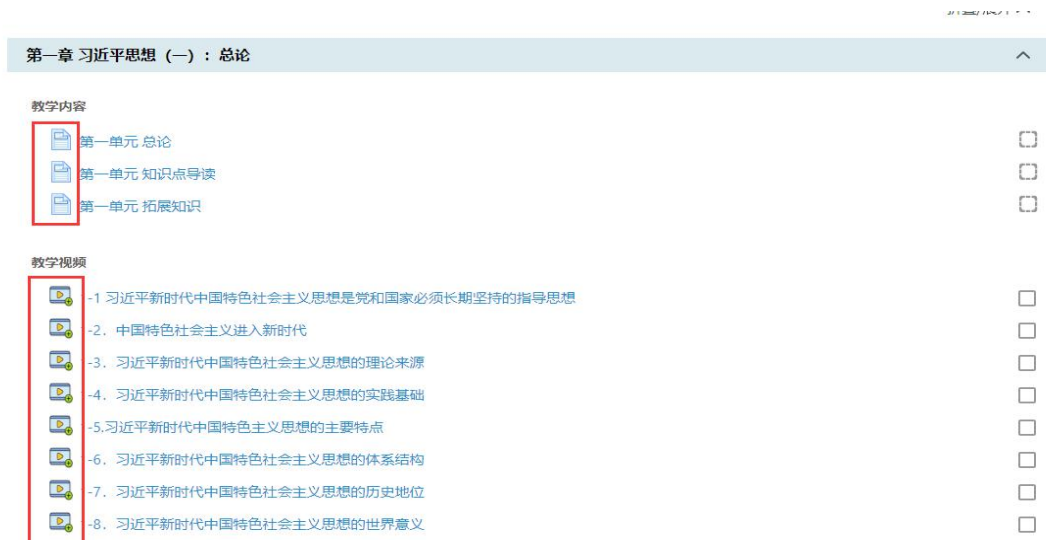 第一章 习近平思想（一）：总论
教学内容
第一单元 总论
第一单元 知识点导读
第一单元 拓展知识
教学视频
-1 习近平新时代中国特色社会主义思想是党和国家必须长期坚持的指导思想
-2．中国特色社会主义进入新时代
-3．习近平新时代中国特色社会主义思想的理论来源
-4．习近平新时代中国特色社会主义思想的实践基础
-5.习近平新时代中国特色主义思想的主要特点
-6．习近平新时代中国特色社会主义思想的体系结构
-7．习近平新时代中国特色社会主义思想的历史地位
-8．习近平新时代中国特色社会主义思想的世界意义